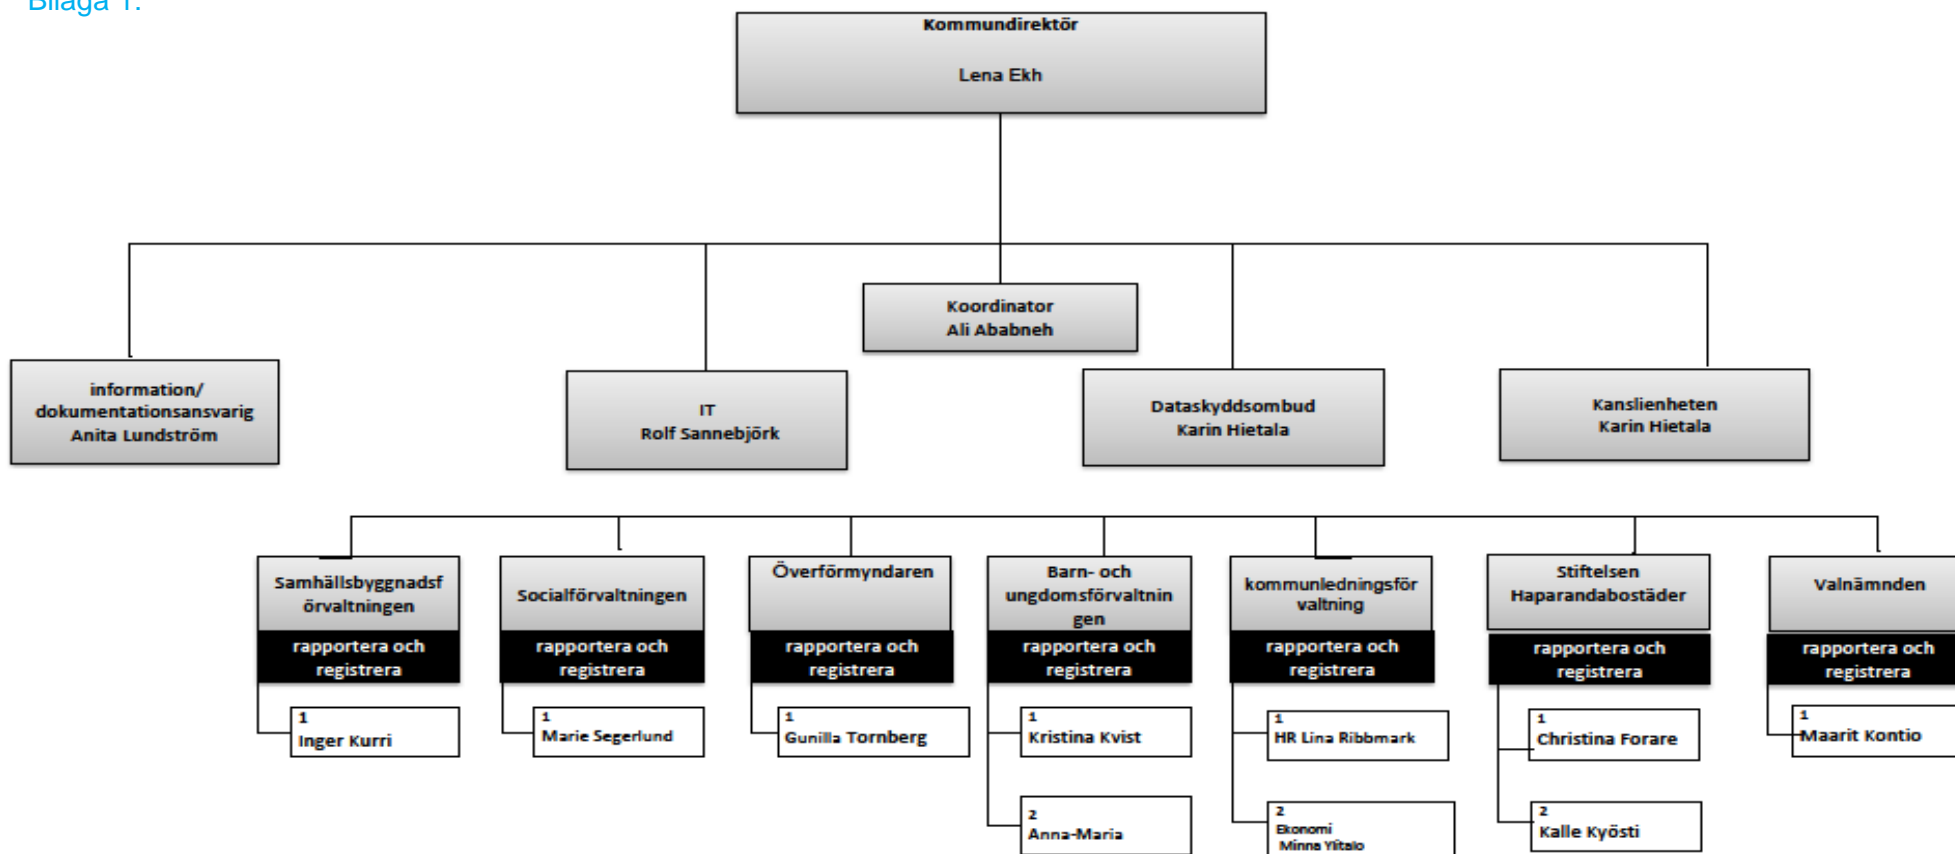 Bilaga 1.
Kommundirektör
Lena Ekh
Koordinator
Ali Ababneh
information/
dokumentationsansvarig
Anita Lundström
IT
Rolf Sannebjörk
Dataskyddsombud
Karin Hietala
Kanslienheten
Karin Hietala
Samhällsbyggnadsf
örvaltningen
rapportera och
registrera
1
Inger Kurri
Socialförvaltningen
rapportera och
registrera
1
Marie Segerlund
Överförmyndaren
rapportera och
registrera
1
Gunilla Tornberg
Barn- och
ungdomsförvaltnin
gen
rapportera och
registrera
1
Kristina Kvist
2
Anna-Maria
kommunledningsför
valtning
rapportera och
registrera
1
HR Lina Ribbmark
2
Ekonomi
Minna Ylitalo
Stiftelsen
Haparandabostäder
rapportera och
registrera
1
Christina Forare
2
Kalle Kyösti
Valnämnden
rapportera och
registrera
1
Maarit Kontio